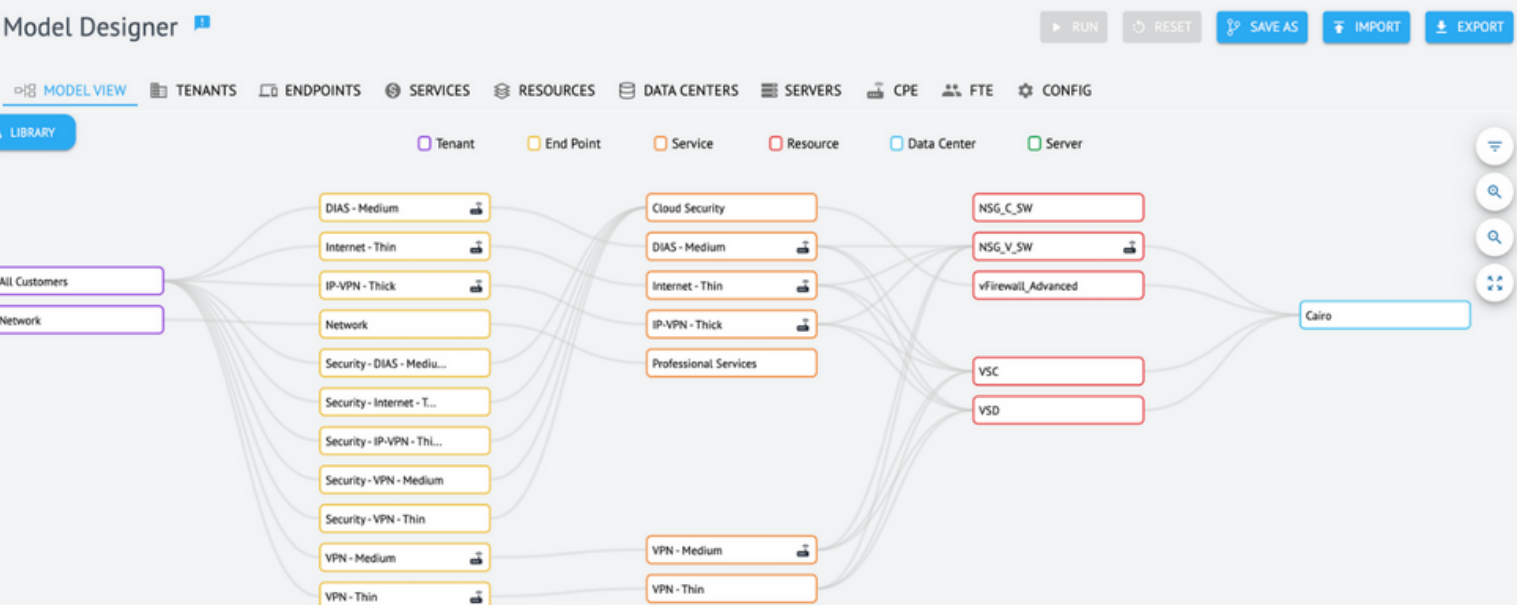 Model Designer
RUN
RESET
SAVE AS
IMPORT
EXPORT
MODEL VIEW
TENANTS
ENDPOINTS
SERVICES
RESOURCES
DATA CENTERS
SERVERS
CPE
FTE
CONFIG
LIBRARY
Tenant
End Point
Service
Resource
Data Center
Server
All Customers
Network
DIAS - Medium
Internet - Thin
IP-VPN - Thick
Network
Security - DIAS - Mediu...
Security - Internet - T...
Security - IP-VPN - Thi...
Security - VPN - Medium
Security - VPN - Thin
VPN - Medium
VPN - Thin
Cloud Security
DIAS - Medium
Internet - Thin
IP-VPN - Thick
Professional Services
VPN - Medium
VPN - Thin
NSG_C_SW
NSG_V_SW
vFirewall_Advanced
VSC
VSD
Cairo